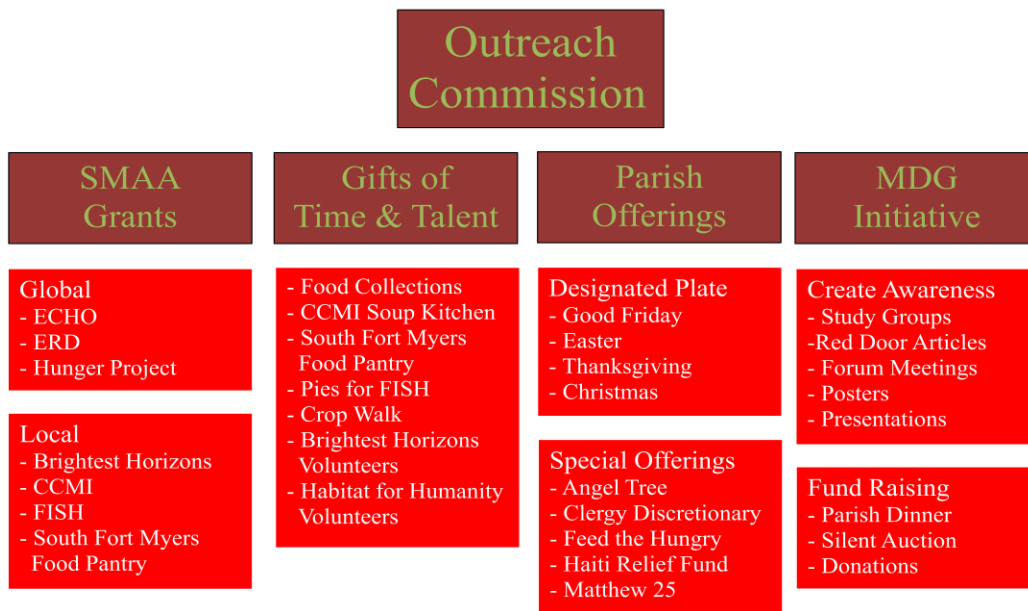 Outreach
Commission
SMAA
Grants
Gifts of
Time & Talent
Parish
Offerings
MDG
Initiative
Global
- ECHO
- ERD
- Hunger Project
Local
- Brightest Horizons
- CCMI
- FISH
- South Fort Myers
Food Pantry
- Food Collections
- CCMI Soup Kitchen
- South Fort Myers
Food Pantry
- Pies for FISH
- Crop Walk
- Brightest Horizons
Volunteers
- Habitat for Humanity
Volunteers
Designated Plate
- Good Friday
- Easter
- Thanksgiving
- Christmas
Special Offerings
- Angel Tree
- Clergy Discretionary
- Feed the Hungry
- Haiti Relief Fund
- Matthew 25
Create Awareness
- Study Groups
-Red Door Articles
- Forum Meetings
- Posters
- Presentations
Fund Raising
- Parish Dinner
- Silent Auction
- Donations